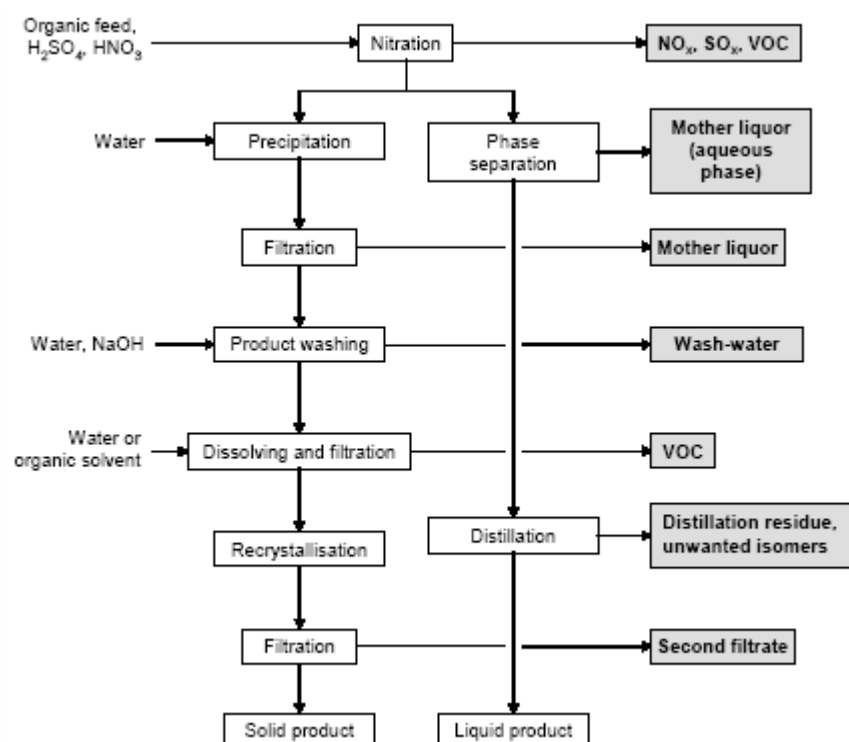 Organic feed,
H₂SO₄, HNO₃
Nitration
NOₓ, SOₓ, VOC
Water
Precipitation
Phase
separation
Mother liquor
(aqueous
phase)
Filtration
Mother liquor
Water, NaOH
Product washing
Wash-water
Water or
organic solvent
Dissolving and filtration
VOC
Recrystallisation
Distillation
Distillation residue,
unwanted isomers
Filtration
Second filtrate
Solid product
Liquid product